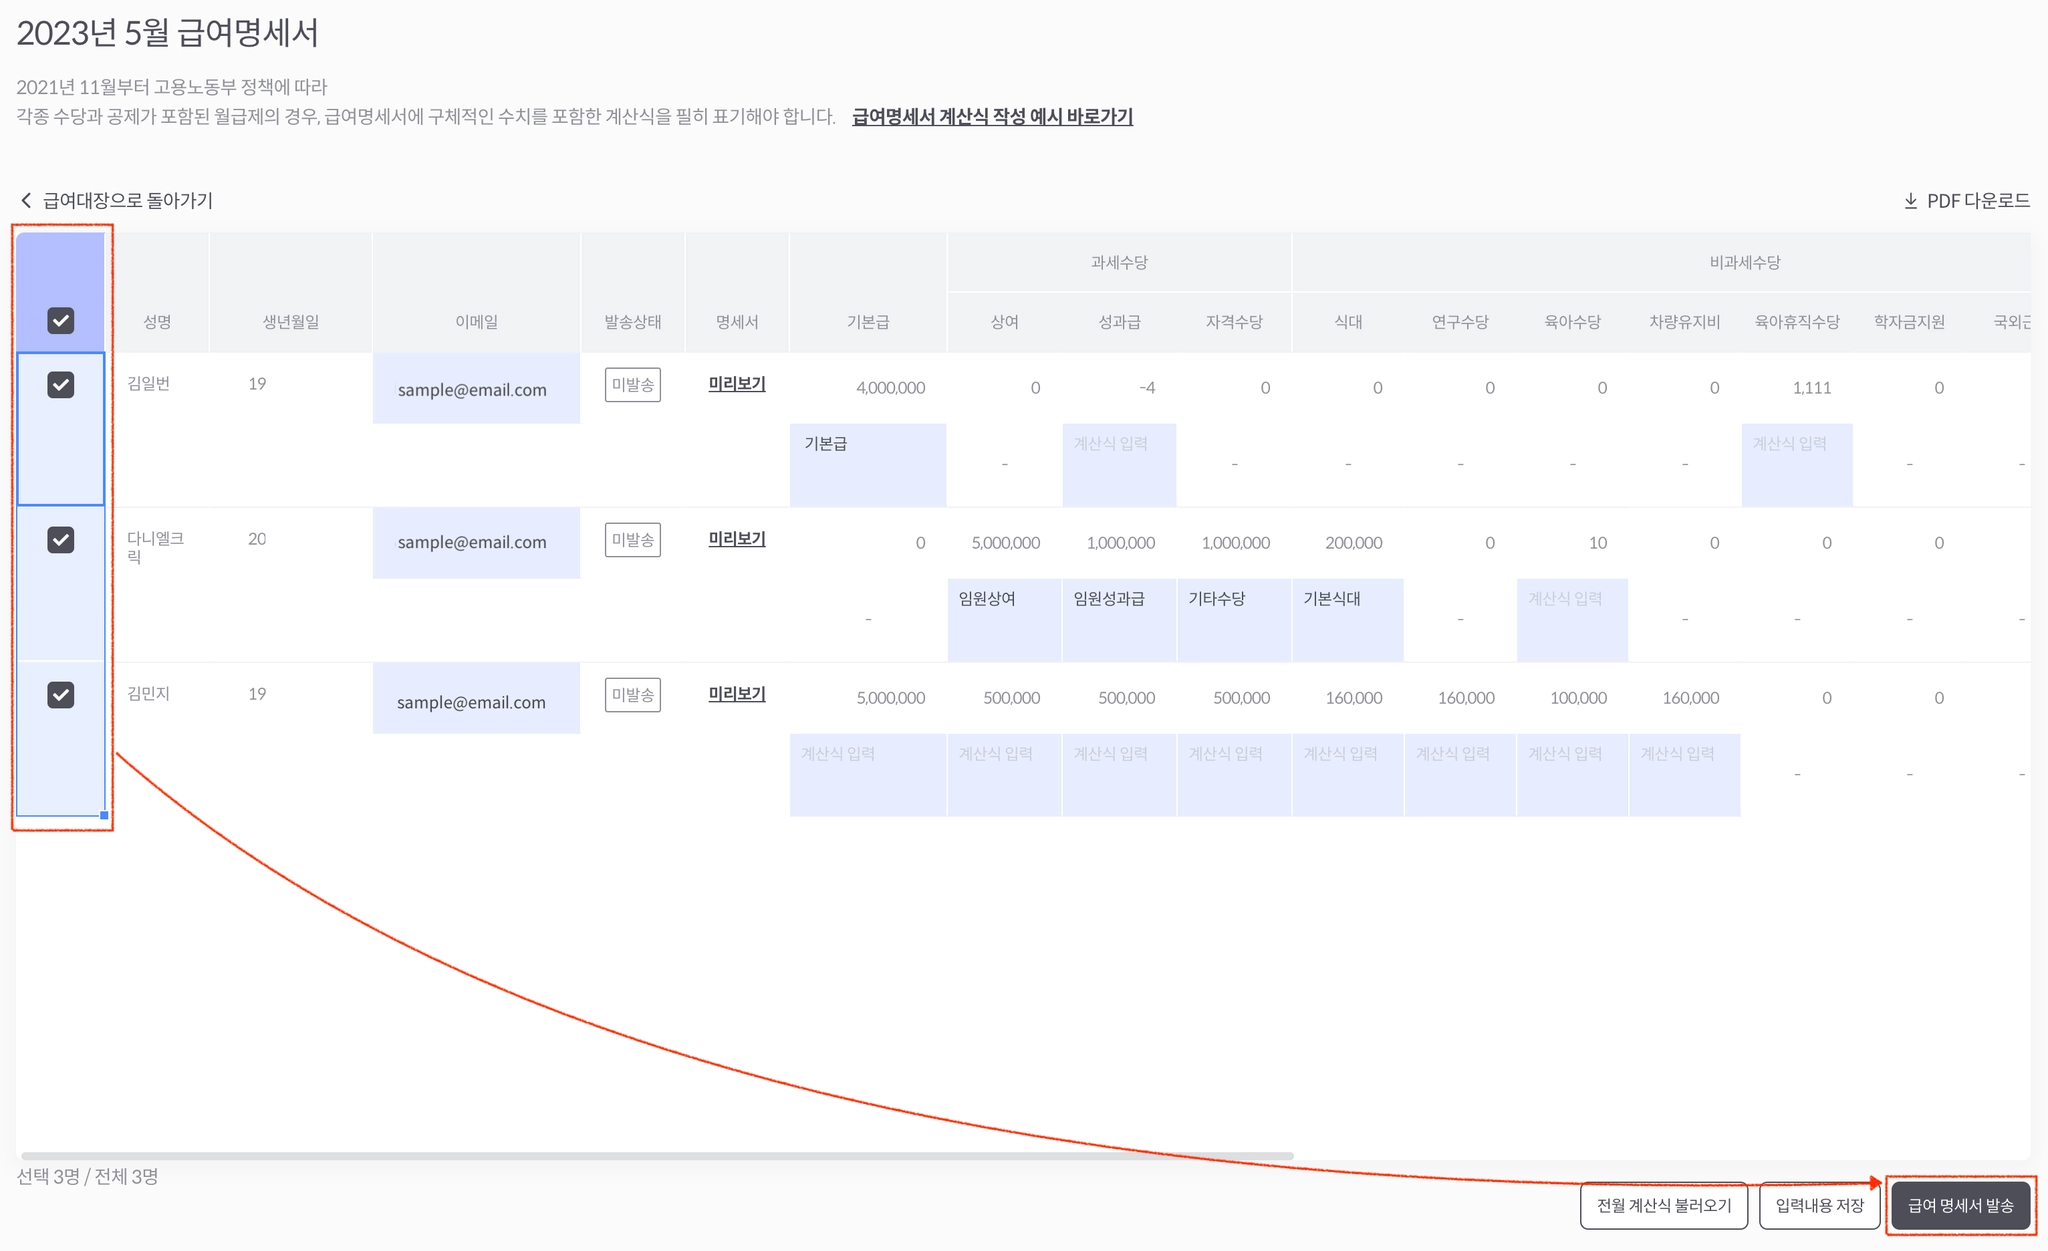 2023년 5월 급여명세서
2021년 11월부터 고용노동부 정책에 따라
각종 수당과 공제가 포함된 월급제의 경우, 급여명세서에 구체적인 수치를 포함한 계산식을 필히 표기해야 합니다. 급여명세서 계산식 작성 예시 바로가기
급여대장으로 돌아가기 PDF 다운로드
과세수당 비과세수당
성명 생년월일 이메일 발송상태 명세서 기본급 상여 성과급 자격수당 식대 연구수당 육아수당 차량유지비 육아휴직수당 학자금지원 국외근
김일번 19 sample@email.com 미발송 미리보기 4,000,000 0 -4 0 0 0 0 0 1,111 0
기본급 - 계산식 입력 - - - - - 계산식 입력 - -
다니엘크 20 sample@email.com 미발송 미리보기 0 5,000,000 1,000,000 1,000,000 200,000 0 10 0 0 0
릭
- 임원상여 임원성과급 기타수당 기본식대 - 계산식 입력 - - - -
김민지 19 sample@email.com 미발송 미리보기 5,000,000 500,000 500,000 500,000 160,000 160,000 100,000 160,000 0 0
계산식 입력 계산식 입력 계산식 입력 계산식 입력 계산식 입력 계산식 입력 계산식 입력 계산식 입력 - - -
선택 3명 / 전체 3명
전월 계산식 불러오기 입력내용 저장 급여 명세서 발송